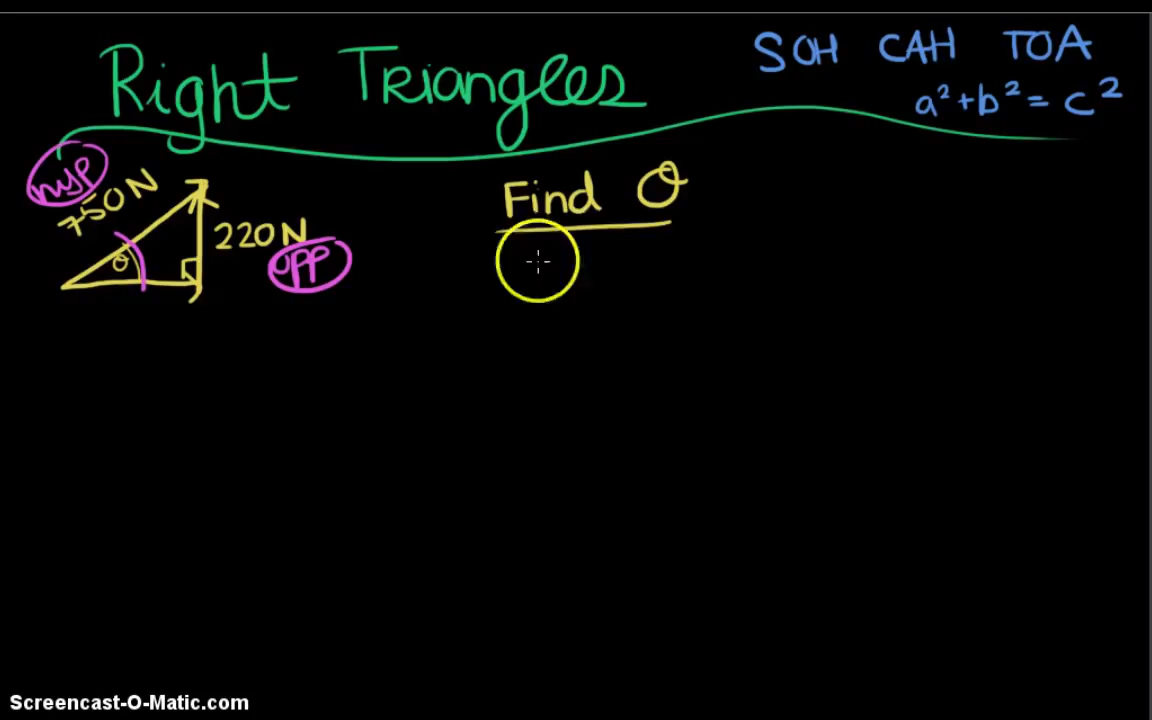 Right Triangles
SOH CAH TOA
a² + b² = c²
hyp
750N
θ
220N
opp
Find θ
Screencast-O-Matic.com